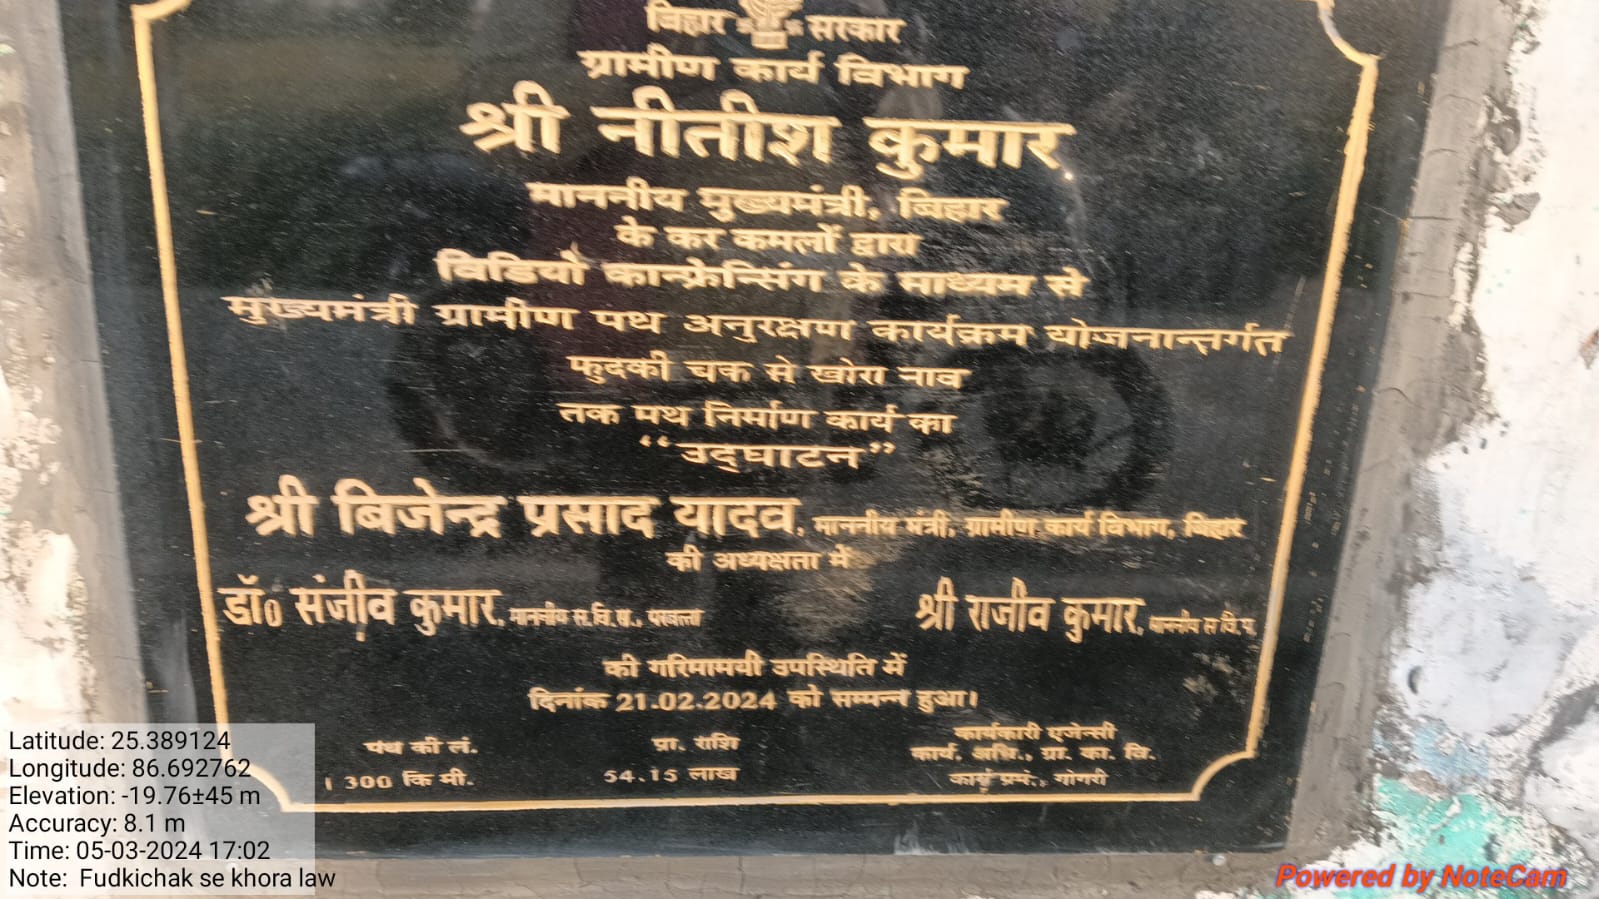 बिहार सरकार
ग्रामीण कार्य विभाग
श्री नीतीश कुमार
माननीय मुख्यमंत्री, बिहार
के कर कमलों द्वारा
विडियो कान्फ्रेन्सिंग के माध्यम से
मुख्यमंत्री ग्रामीण पथ अनुरक्षण कार्यक्रम योजनान्तर्गत
फुदकी चक से खोरा नाव
तक पथ निर्माण कार्य का
“उद्घाटन”
श्री बिजेन्द्र प्रसाद यादव, माननीय मंत्री, ग्रामीण कार्य विभाग, बिहार
की अध्यक्षता में
डॉ0 संजीव कुमार, माननीय स.वि.स., परबत्ता श्री राजीव कुमार, माननीय स.वि.प.
की गरिमामयी उपस्थिति में
दिनांक 21.02.2024 को सम्पन्न हुआ।
पथ की लं. प्रा. राशि कार्यकारी एजेन्सी
कार्य. अभि., ग्रा. का. वि.
300 कि मी. 54.15 लाख कार्य प्रमं., गोगरी
Latitude: 25.389124
Longitude: 86.692762
Elevation: -19.76±45 m
Accuracy: 8.1 m
Time: 05-03-2024 17:02
Note: Fudkichak se khora law
Powered by NoteCam